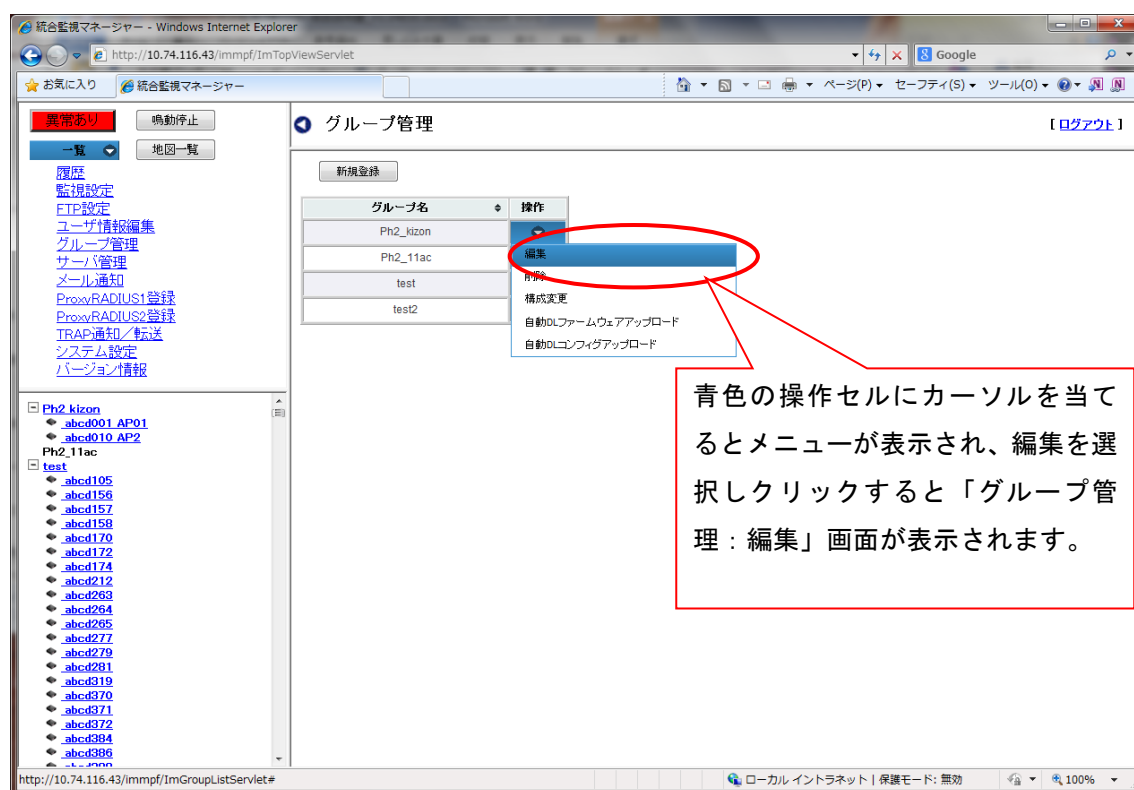 統合監視マネージャー - Windows Internet Explorer
http://10.74.116.43/immpf/ImTopViewServlet
Google
お気に入り
統合監視マネージャー
ページ(P)
セーフティ(S)
ツール(O)
異常あり
鳴動停止
グループ管理
[ ログアウト ]
一覧
地図一覧
履歴
監視設定
FTP設定
ユーザ情報編集
グループ管理
サーバ管理
メール通知
ProxyRADIUS1登録
ProxyRADIUS2登録
TRAP通知/転送
システム設定
バージョン情報
新規登録
グループ名 操作
Ph2_kizon
Ph2_11ac
test
test2
編集
削除
構成変更
自動DLファームウェアアップロード
自動DLコンフィグアップロード
青色の操作セルにカーソルを当て
るとメニューが表示され、編集を選
択しクリックすると「グループ管
理:編集」画面が表示されます。
Ph2_kizon
abcd001_AP01
abcd010_AP2
Ph2_11ac
test
abcd105
abcd156
abcd157
abcd158
abcd170
abcd172
abcd174
abcd212
abcd263
abcd264
abcd265
abcd277
abcd279
abcd281
abcd319
abcd370
abcd371
abcd372
abcd384
abcd386
http://10.74.116.43/immpf/ImGroupListServlet#
ローカル イントラネット | 保護モード: 無効
100%